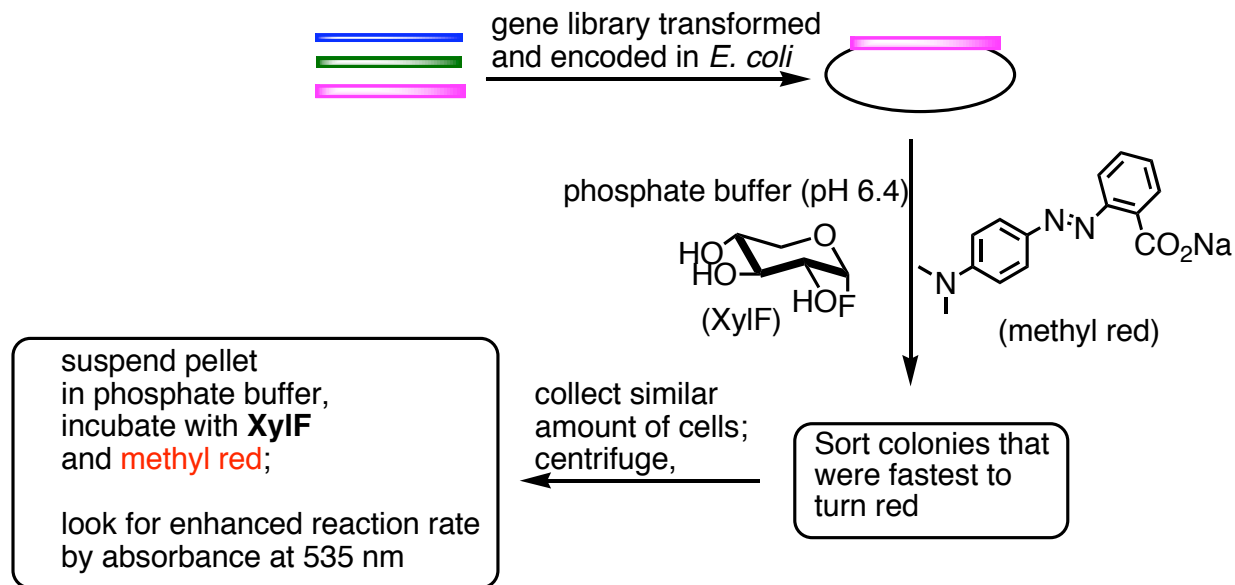 gene library transformed
and encoded in E. coli
phosphate buffer (pH 6.4)
O
HO
HO
HO
F
(XylF)
N
N
N
CO2Na
(methyl red)
Sort colonies that
were fastest to
turn red
collect similar
amount of cells;
centrifuge,
suspend pellet
in phosphate buffer,
incubate with XylF
and methyl red;
look for enhanced reaction rate
by absorbance at 535 nm